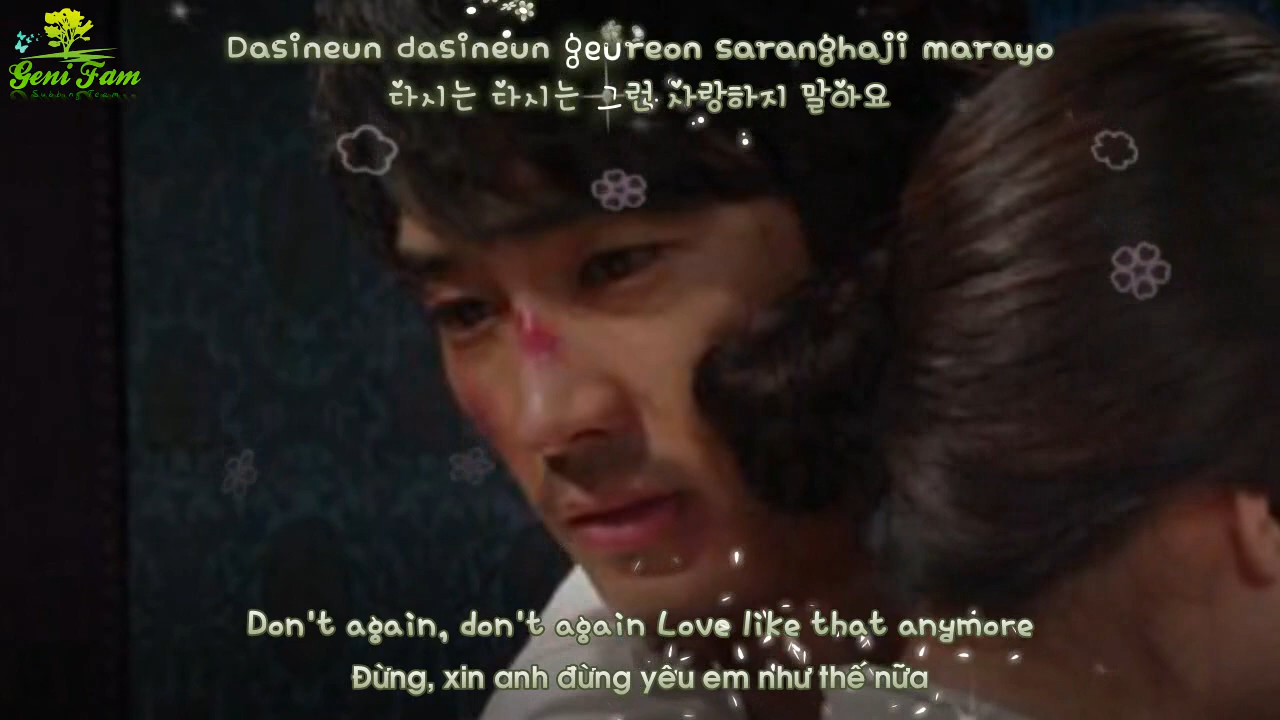 Geni Fam
Subbing Team
Dasineun dasineun geureon saranghaji marayo
다시는 다시는 그런 사랑하지 말아요
Don't again, don't again Love like that anymore
Đừng, xin anh đừng yêu em như thế nữa